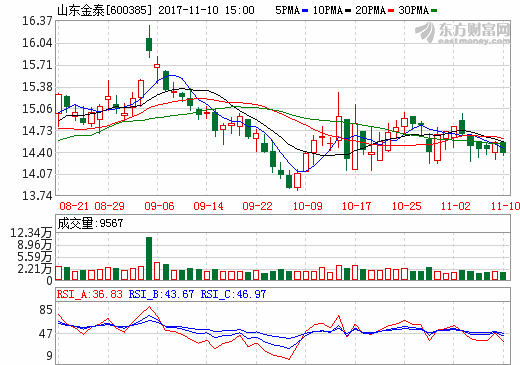 山东金泰[600385] 2017-11-10 15:00 5PMA 10PMA 20PMA 30PMA
16.37
16.04
15.71
15.38
15.06
14.73
14.40
14.07
13.74
东方财富网
eastmoney.com
08-21 08-29 09-06 09-14 09-22 10-09 10-17 10-25 11-02 11-10
成交量:9567
12.34万
8.96万
5.59万
2.21万
0
RSI_A:36.83 RSI_B:43.67 RSI_C:46.97
85
47
9